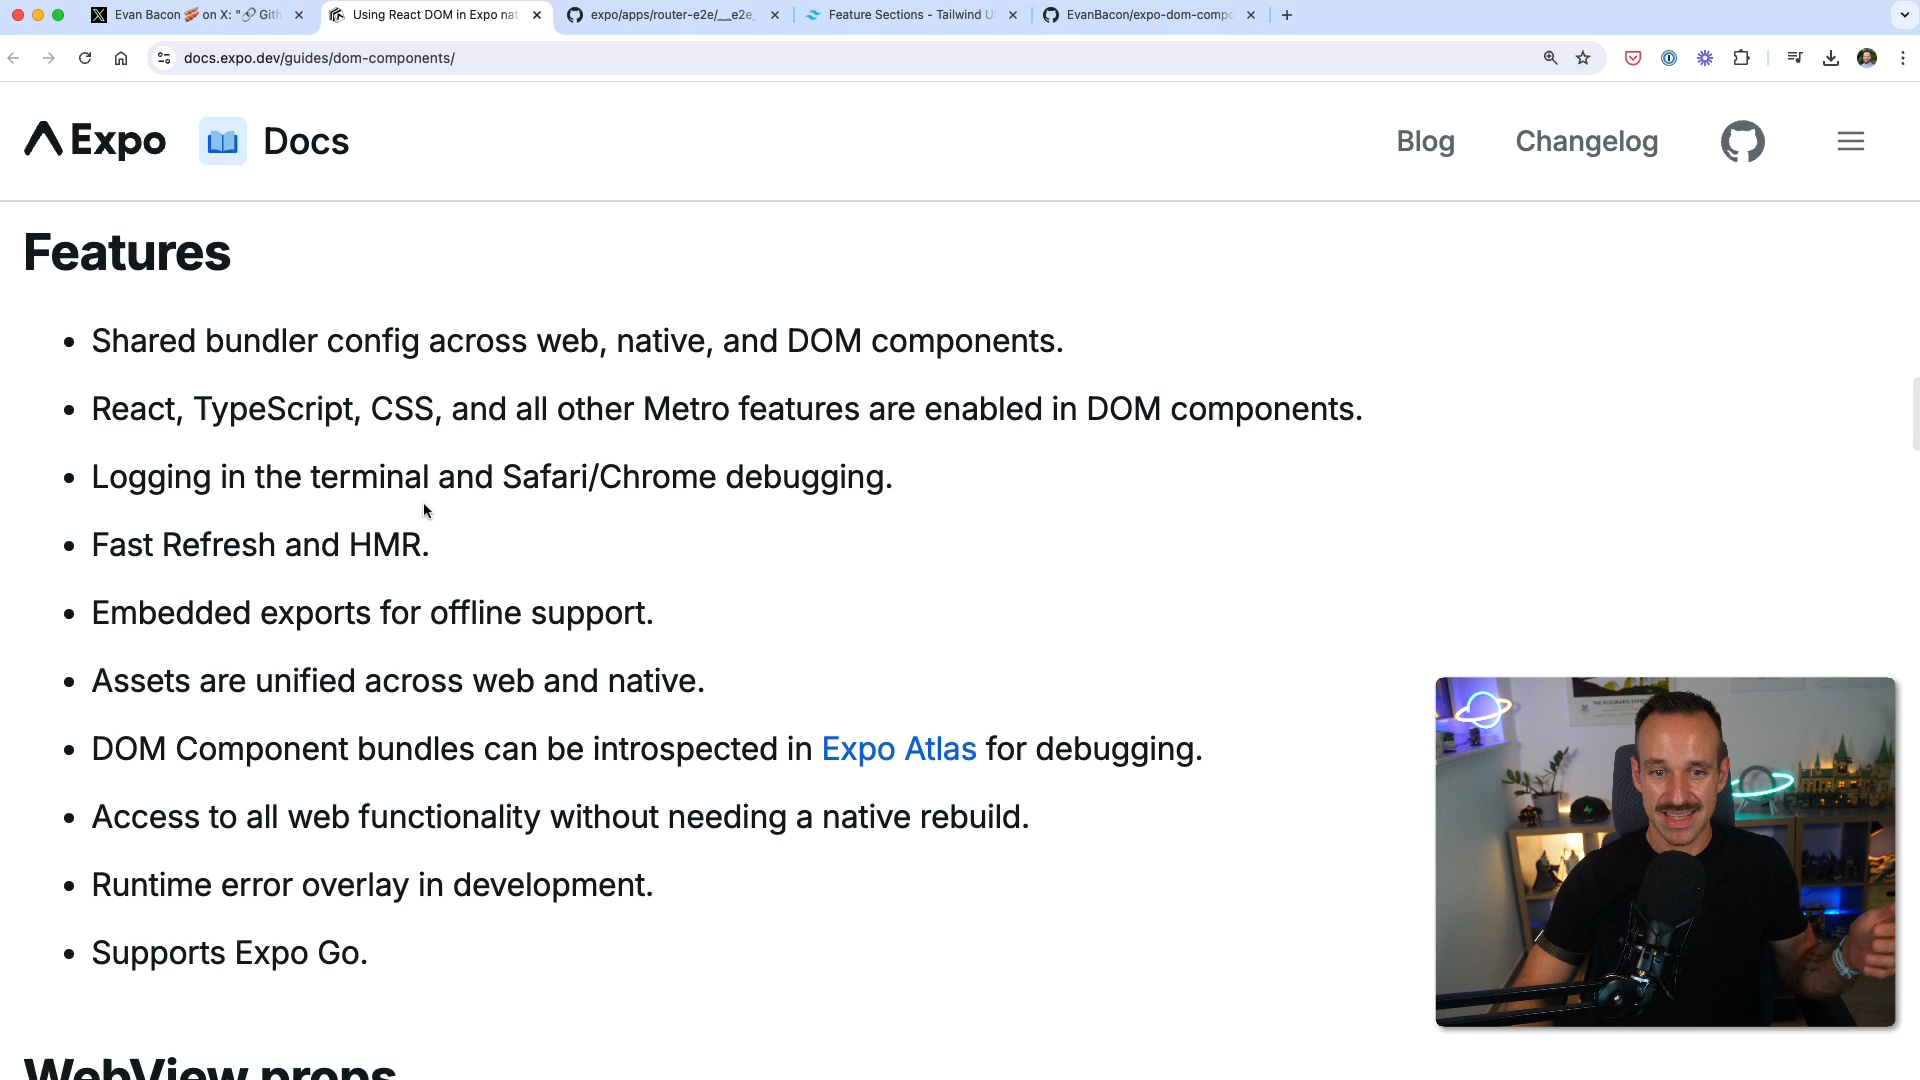 Evan Bacon 🥓 on X: "🔗 Gith
Using React DOM in Expo nat
expo/apps/router-e2e/__e2e_
Feature Sections - Tailwind U
EvanBacon/expo-dom-compo
docs.expo.dev/guides/dom-components/
Expo
Docs
Blog
Changelog
Features
• Shared bundler config across web, native, and DOM components.
• React, TypeScript, CSS, and all other Metro features are enabled in DOM components.
• Logging in the terminal and Safari/Chrome debugging.
• Fast Refresh and HMR.
• Embedded exports for offline support.
• Assets are unified across web and native.
• DOM Component bundles can be introspected in Expo Atlas for debugging.
• Access to all web functionality without needing a native rebuild.
• Runtime error overlay in development.
• Supports Expo Go.
WebView props